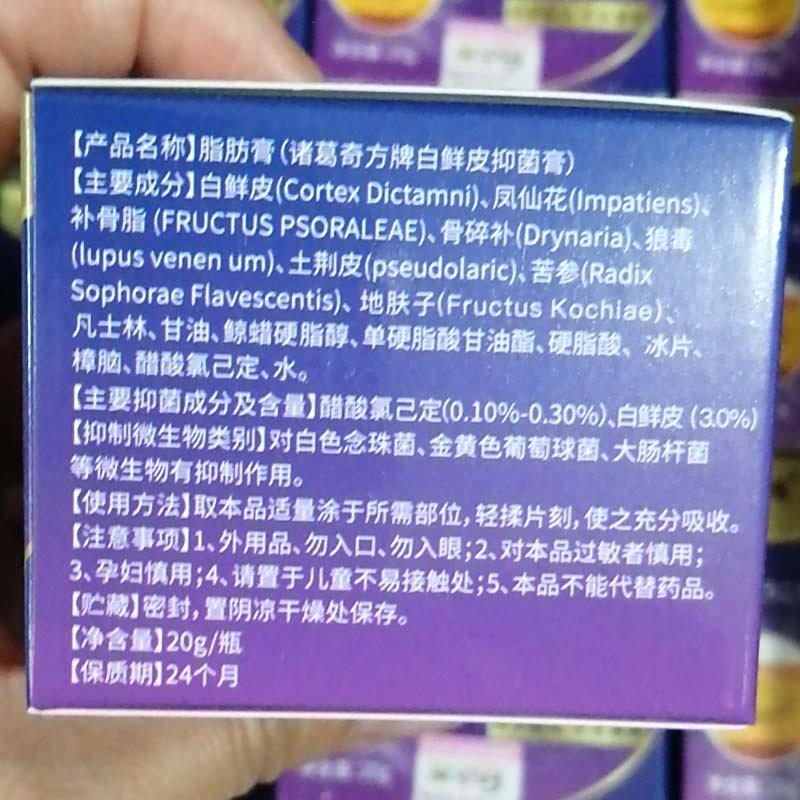 【产品名称】脂肪膏(诸葛奇方牌白鲜皮抑菌膏)
【主要成分】白鲜皮(Cortex Dictamni)、凤仙花(Impatiens)、
补骨脂 (FRUCTUS PSORALEAE)、骨碎补(Drynaria)、狼毒
(lupus venen um)、土荆皮(pseudolaric)、苦参(Radix
Sophorae Flavescentis)、地肤子(Fructus Kochiae)、
凡士林、甘油、鲸蜡硬脂醇、单硬脂酸甘油酯、硬脂酸、冰片、
樟脑、醋酸氯己定、水。
【主要抑菌成分及含量】醋酸氯己定(0.10%-0.30%)、白鲜皮 (3.0%)
【抑制微生物类别】对白色念珠菌、金黄色葡萄球菌、大肠杆菌
等微生物有抑制作用。
【使用方法】取本品适量涂于所需部位,轻揉片刻,使之充分吸收。
【注意事项】1、外用品、勿入口、勿入眼;2、对本品过敏者慎用;
3、孕妇慎用;4、请置于儿童不易接触处;5、本品不能代替药品。
【贮藏】密封,置阴凉干燥处保存。
【净含量】20g/瓶
【保质期】24个月